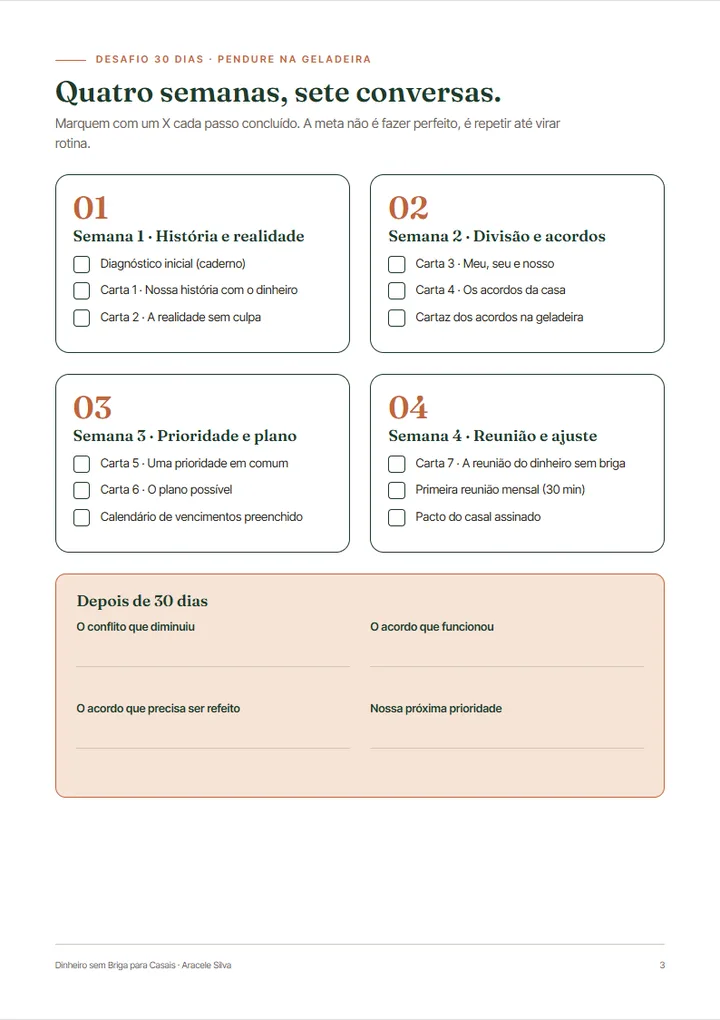 DESAFIO 30 DIAS · PENDURE NA GELADEIRA
Quatro semanas, sete conversas.
Marquem com um X cada passo concluído. A meta não é fazer perfeito, é repetir até virar
rotina.
01
Semana 1 · História e realidade
Diagnóstico inicial (caderno)
Carta 1 · Nossa história com o dinheiro
Carta 2 · A realidade sem culpa
02
Semana 2 · Divisão e acordos
Carta 3 · Meu, seu e nosso
Carta 4 · Os acordos da casa
Cartaz dos acordos na geladeira
03
Semana 3 · Prioridade e plano
Carta 5 · Uma prioridade em comum
Carta 6 · O plano possível
Calendário de vencimentos preenchido
04
Semana 4 · Reunião e ajuste
Carta 7 · A reunião do dinheiro sem briga
Primeira reunião mensal (30 min)
Pacto do casal assinado
Depois de 30 dias
O conflito que diminuiu
O acordo que funcionou
O acordo que precisa ser refeito
Nossa próxima prioridade
Dinheiro sem Briga para Casais · Aracele Silva
3